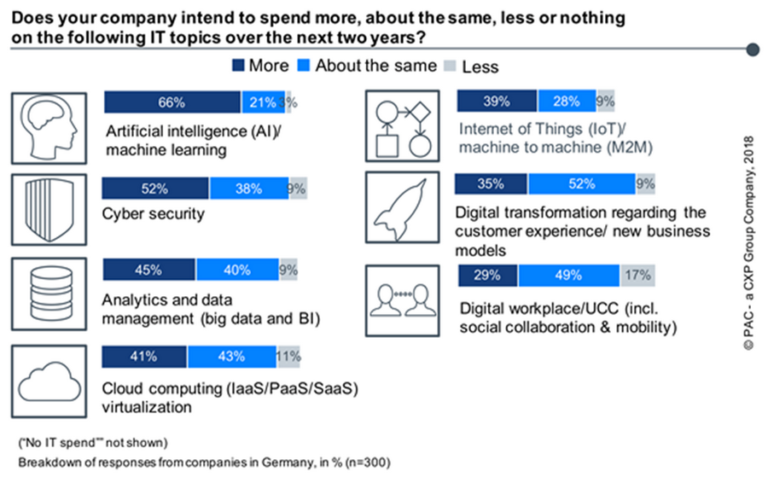 Does your company intend to spend more, about the same, less or nothing
on the following IT topics over the next two years?
More About the same Less
66% 21% 3%
Artificial intelligence (AI)/
machine learning
52% 38% 9%
Cyber security
45% 40% 9%
Analytics and data
management (big data and BI)
41% 43% 11%
Cloud computing (IaaS/PaaS/SaaS)
virtualization
39% 28% 9%
Internet of Things (IoT)/
machine to machine (M2M)
35% 52% 9%
Digital transformation regarding the
customer experience/ new business
models
29% 49% 17%
Digital workplace/UCC (incl.
social collaboration & mobility)
© PAC - a CXP Group Company, 2018
("No IT spend"" not shown)
Breakdown of responses from companies in Germany, in % (n=300)